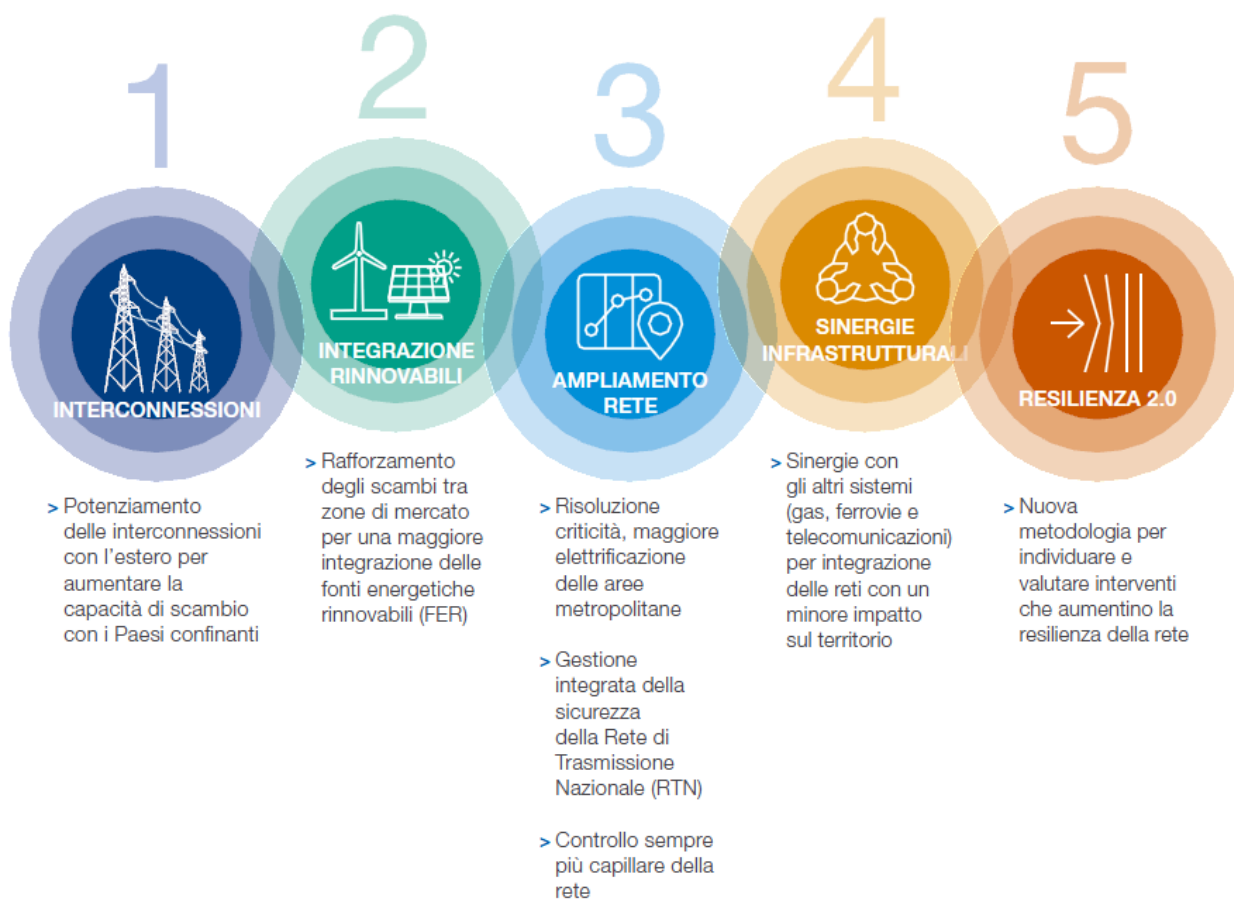 1
INTERCONNESSIONI
> Potenziamento
delle interconnessioni
con l'estero per
aumentare la
capacità di scambio
con i Paesi confinanti
2
INTEGRAZIONE
RINNOVABILI
> Rafforzamento
degli scambi tra
zone di mercato
per una maggiore
integrazione delle
fonti energetiche
rinnovabili (FER)
3
AMPLIAMENTO
RETE
> Risoluzione
criticità, maggiore
elettrificazione
delle aree
metropolitane
> Gestione
integrata della
sicurezza
della Rete di
Trasmissione
Nazionale (RTN)
> Controllo sempre
più capillare della
rete
4
SINERGIE
INFRASTRUTTURALI
> Sinergie con
gli altri sistemi
(gas, ferrovie e
telecomunicazioni)
per integrazione
delle reti con un
minore impatto
sul territorio
5
RESILIENZA 2.0
> Nuova
metodologia per
individuare e
valutare interventi
che aumentino la
resilienza della rete